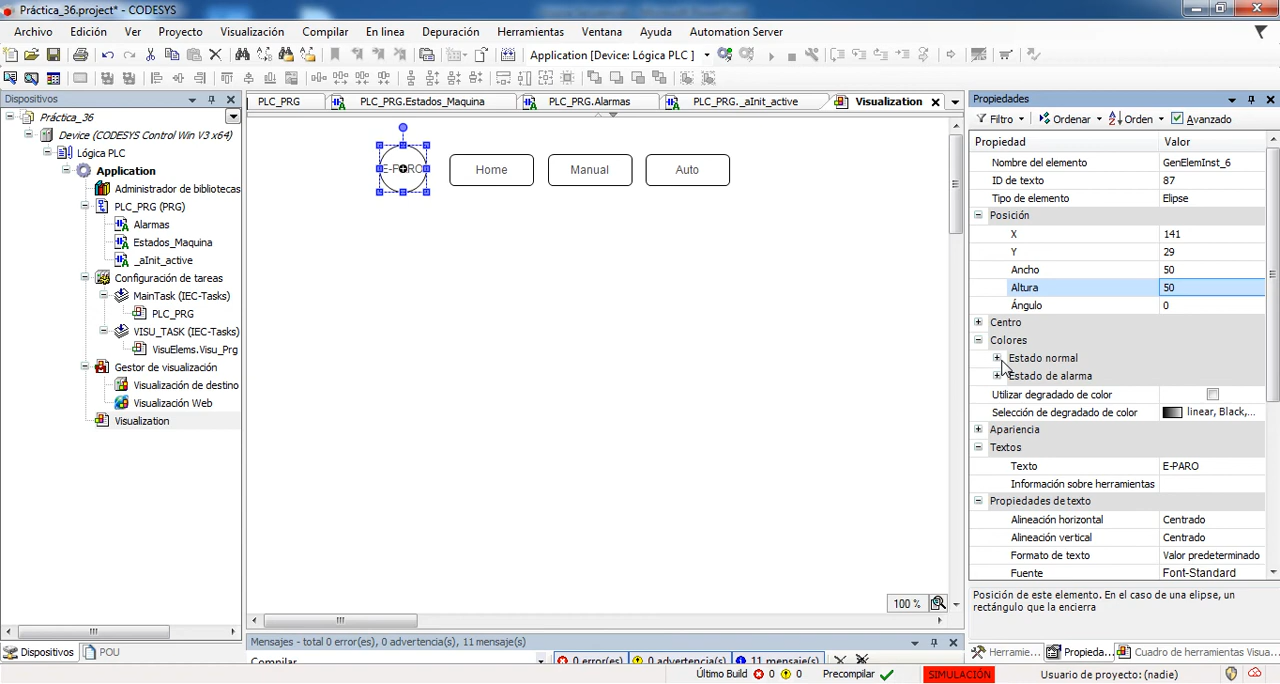 Práctica_36.project* - CODESYS
Archivo Edición Ver Proyecto Visualización Compilar En linea Depuración Herramientas Ventana Ayuda Automation Server
Application [Device: Lógica PLC ]
Dispositivos
Práctica_36
Device (CODESYS Control Win V3 x64)
Lógica PLC
Application
Administrador de bibliotecas
PLC_PRG (PRG)
Alarmas
Estados_Maquina
_aInit_active
Configuración de tareas
MainTask (IEC-Tasks)
PLC_PRG
VISU_TASK (IEC-Tasks)
VisuElems.Visu_Prg
Gestor de visualización
Visualización de destino
Visualización Web
Visualization
Dispositivos POU
PLC_PRG PLC_PRG.Estados_Maquina PLC_PRG.Alarmas PLC_PRG._aInit_active Visualization
E-PARO Home Manual Auto
100 %
Mensajes - total 0 error(es), 0 advertencia(s), 11 mensaje(s)
Compilar 0 error(es) 0 advertencia(s) 11 mensaje(s)
Propiedades
Filtro Ordenar Orden Avanzado
Propiedad Valor
Nombre del elemento GenElemInst_6
ID de texto 87
Tipo de elemento Elipse
Posición
X 141
Y 29
Ancho 50
Altura 50
Ángulo 0
Centro
Colores
Estado normal
Estado de alarma
Utilizar degradado de color
Selección de degradado de color linear, Black,...
Apariencia
Textos
Texto E-PARO
Información sobre herramientas
Propiedades de texto
Alineación horizontal Centrado
Alineación vertical Centrado
Formato de texto Valor predeterminado
Fuente Font-Standard
Posición de este elemento. En el caso de una elipse, un
rectángulo que la encierra
Herramie... Propieda... Cuadro de herramientas Visua...
Último Build 0 0 Precompilar SIMULACIÓN Usuario de proyecto: (nadie)